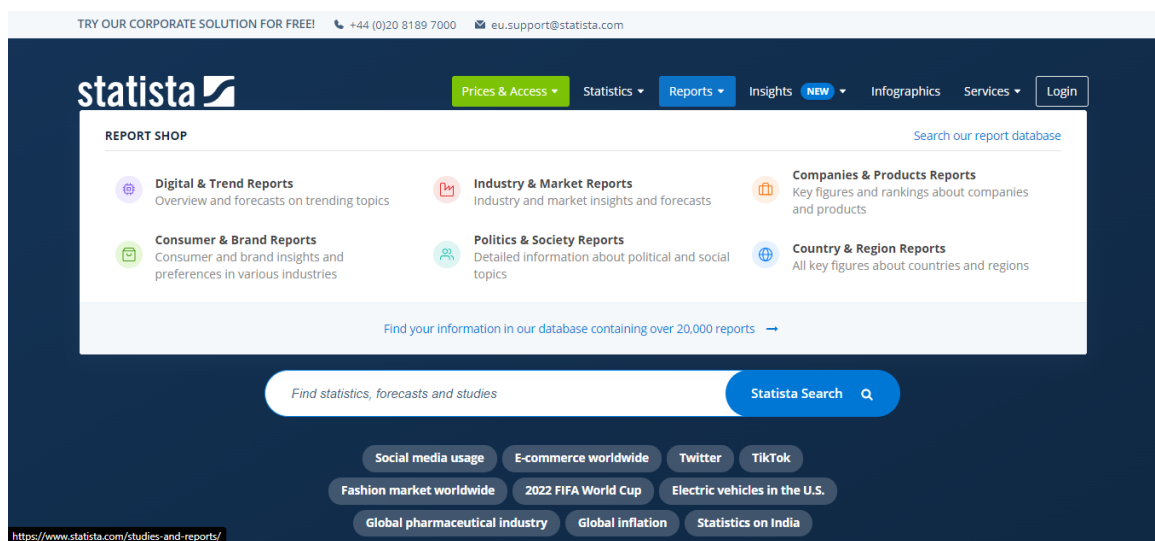 TRY OUR CORPORATE SOLUTION FOR FREE! +44 (0)20 8189 7000 eu.support@statista.com
statista Prices & Access Statistics Reports Insights NEW Infographics Services Login
REPORT SHOP Search our report database
Digital & Trend Reports
Overview and forecasts on trending topics
Industry & Market Reports
Industry and market insights and forecasts
Companies & Products Reports
Key figures and rankings about companies
and products
Consumer & Brand Reports
Consumer and brand insights and
preferences in various industries
Politics & Society Reports
Detailed information about political and social
topics
Country & Region Reports
All key figures about countries and regions
Find your information in our database containing over 20,000 reports →
Find statistics, forecasts and studies Statista Search
Social media usage E-commerce worldwide Twitter TikTok
Fashion market worldwide 2022 FIFA World Cup Electric vehicles in the U.S.
Global pharmaceutical industry Global inflation Statistics on India
https://www.statista.com/studies-and-reports/